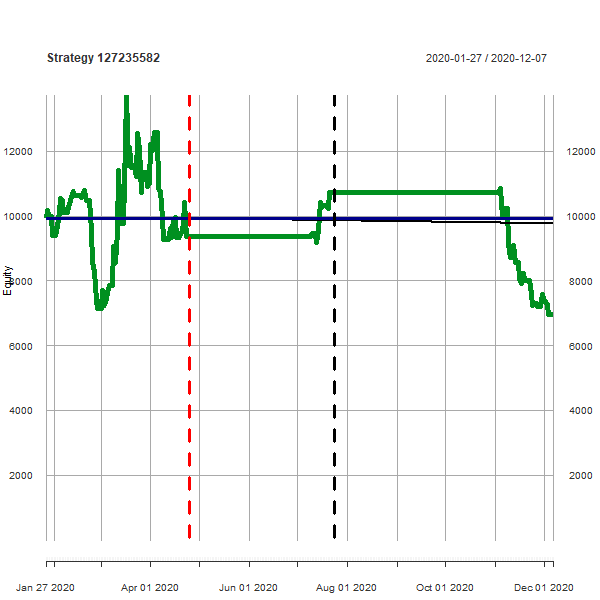 Strategy 127235582
2020-01-27 / 2020-12-07
12000
12000
10000
10000
8000
8000
Equity
6000
6000
4000
4000
2000
2000
Jan 27 2020
Apr 01 2020
Jun 01 2020
Aug 01 2020
Oct 01 2020
Dec 01 2020